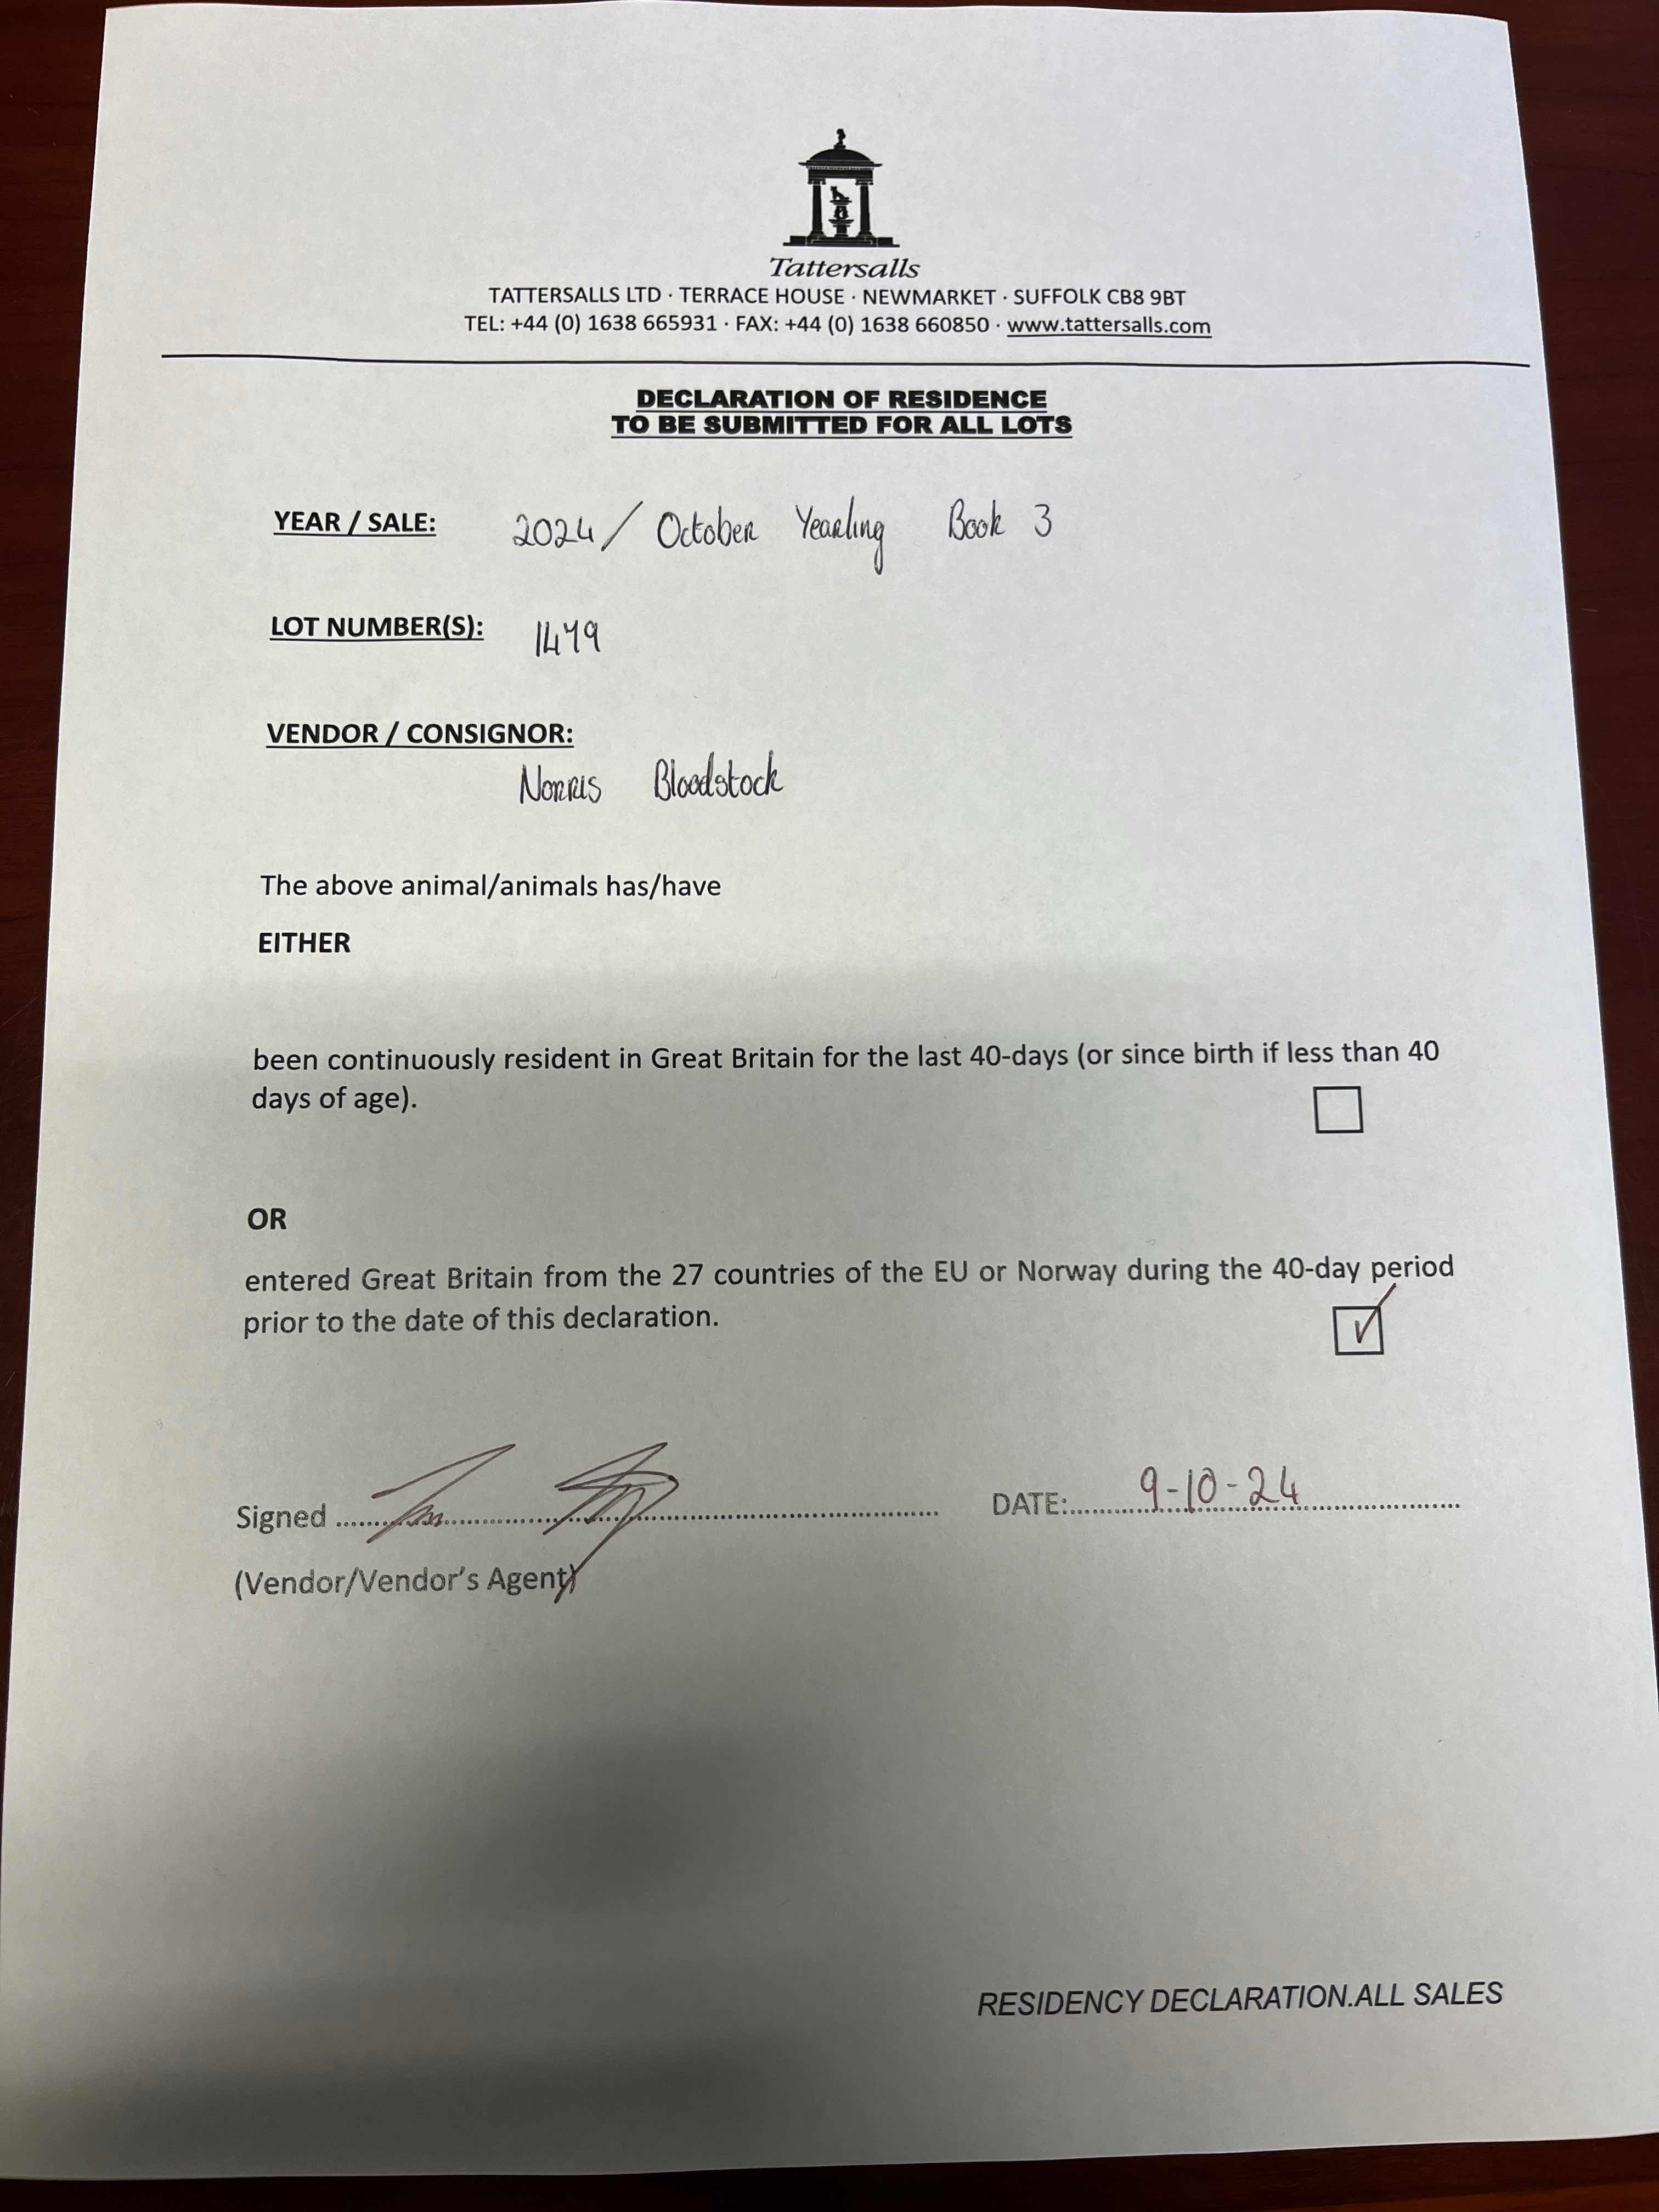 Tattersalls
TATTERSALLS LTD · TERRACE HOUSE · NEWMARKET · SUFFOLK CB8 9BT
TEL: +44 (0) 1638 665931 · FAX: +44 (0) 1638 660850 · www.tattersalls.com
DECLARATION OF RESIDENCE
TO BE SUBMITTED FOR ALL LOTS
YEAR / SALE: 2024 / October Yearling Book 3
LOT NUMBER(S): 1479
VENDOR / CONSIGNOR:
Norris Bloodstock
The above animal/animals has/have
EITHER
been continuously resident in Great Britain for the last 40-days (or since birth if less than 40
days of age).
OR
entered Great Britain from the 27 countries of the EU or Norway during the 40-day period
prior to the date of this declaration.
Signed DATE: 9-10-24
(Vendor/Vendor's Agent)
RESIDENCY DECLARATION.ALL SALES